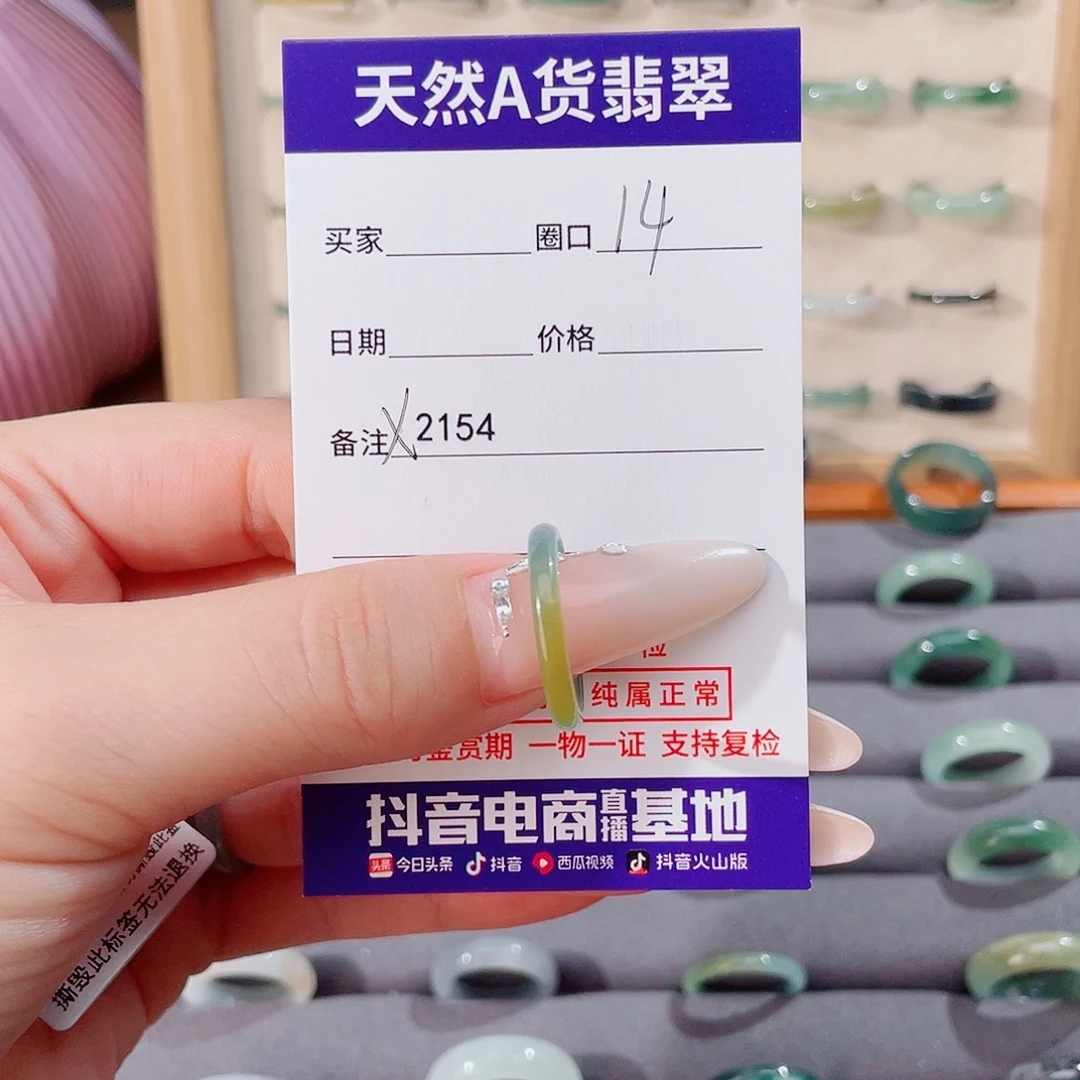 天然A货翡翠
买家 圈口 14
日期 价格
备注 X2154
检
纯属正常
鉴赏期 一物一证 支持复检
抖音电商直播基地
头条 今日头条 抖音 西瓜视频 抖音火山版
撕毁此标签无法退换